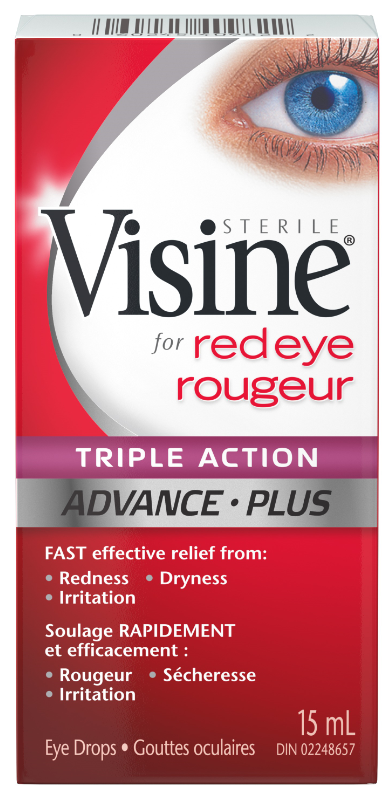 STERILE
Visine®
for red eye
rougeur
TRIPLE ACTION
ADVANCE • PLUS
FAST effective relief from:
• Redness • Dryness
• Irritation
Soulage RAPIDEMENT
et efficacement :
• Rougeur • Sécheresse
• Irritation
15 mL
Eye Drops • Gouttes oculaires DIN 02248657